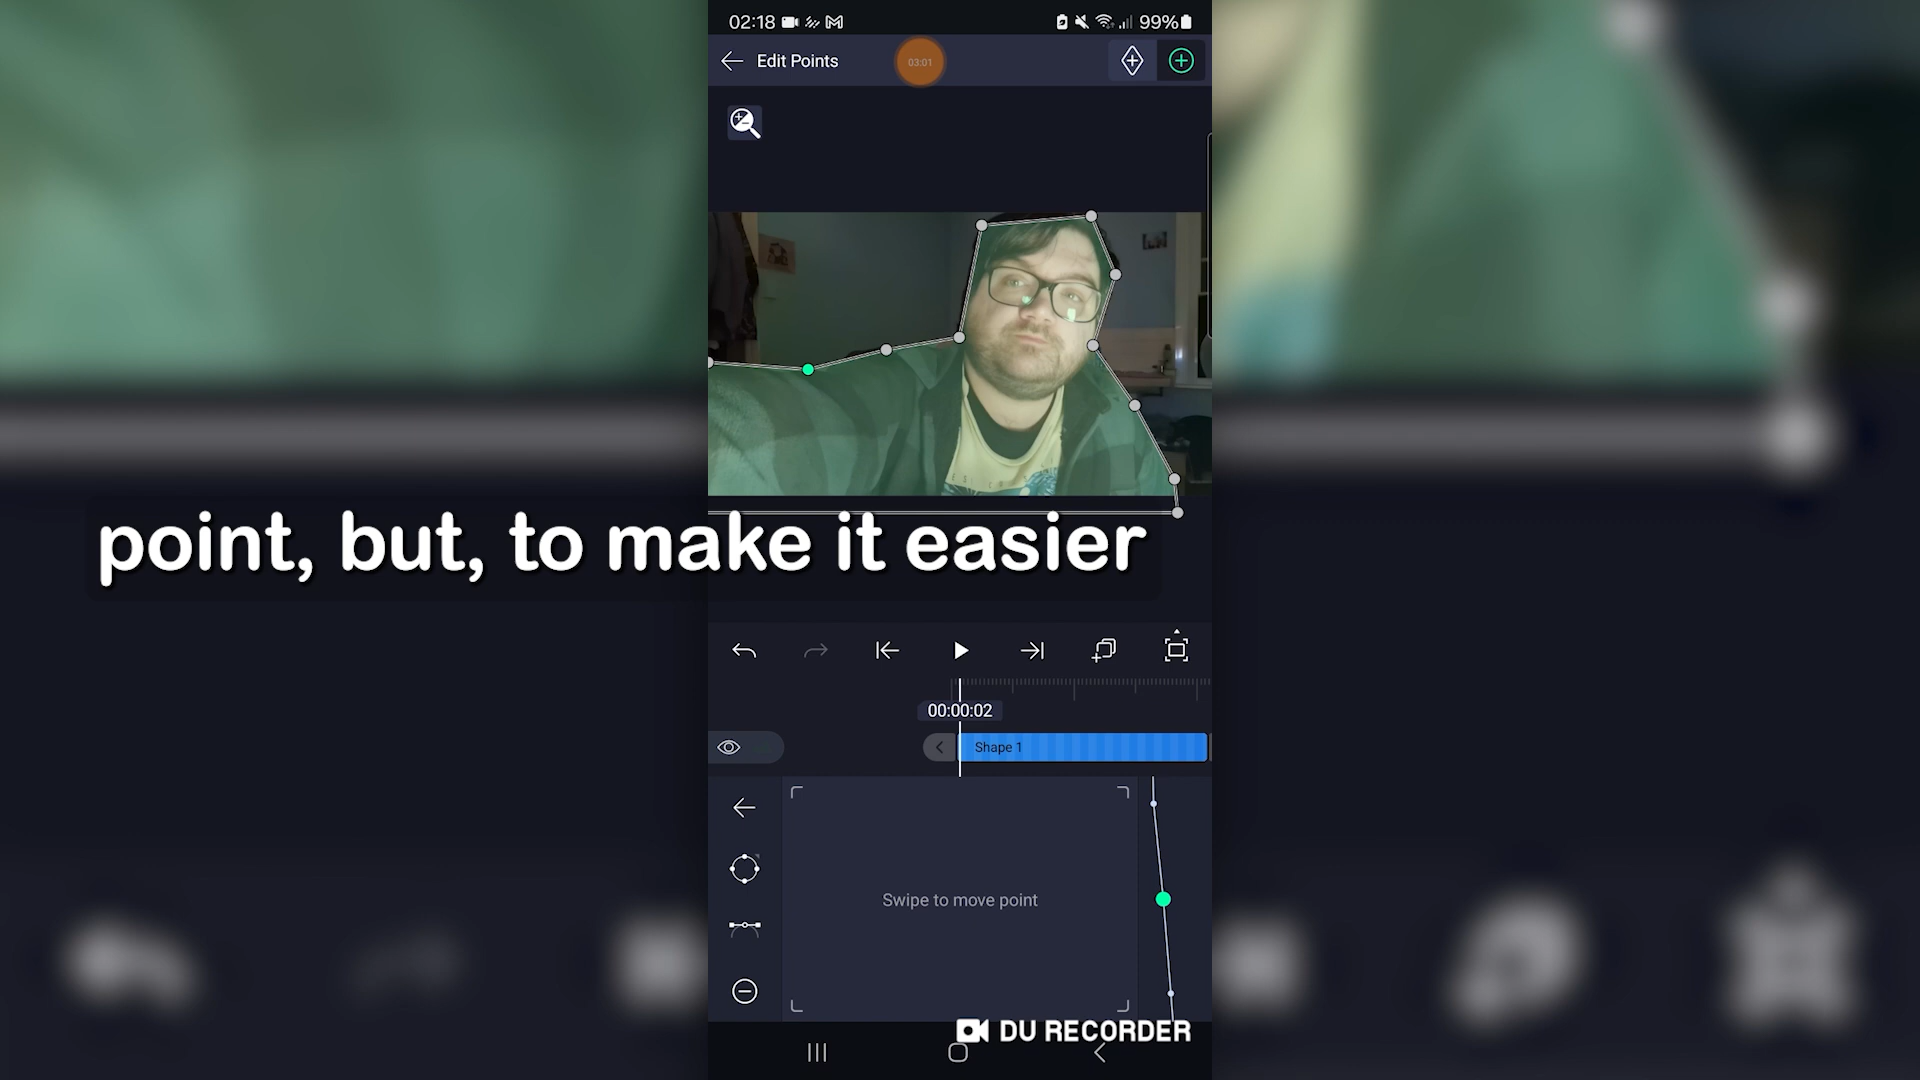 02:18
99%
Edit Points
03:01
point, but, to make it easier
00:00:02
Shape 1
Swipe to move point
DU RECORDER